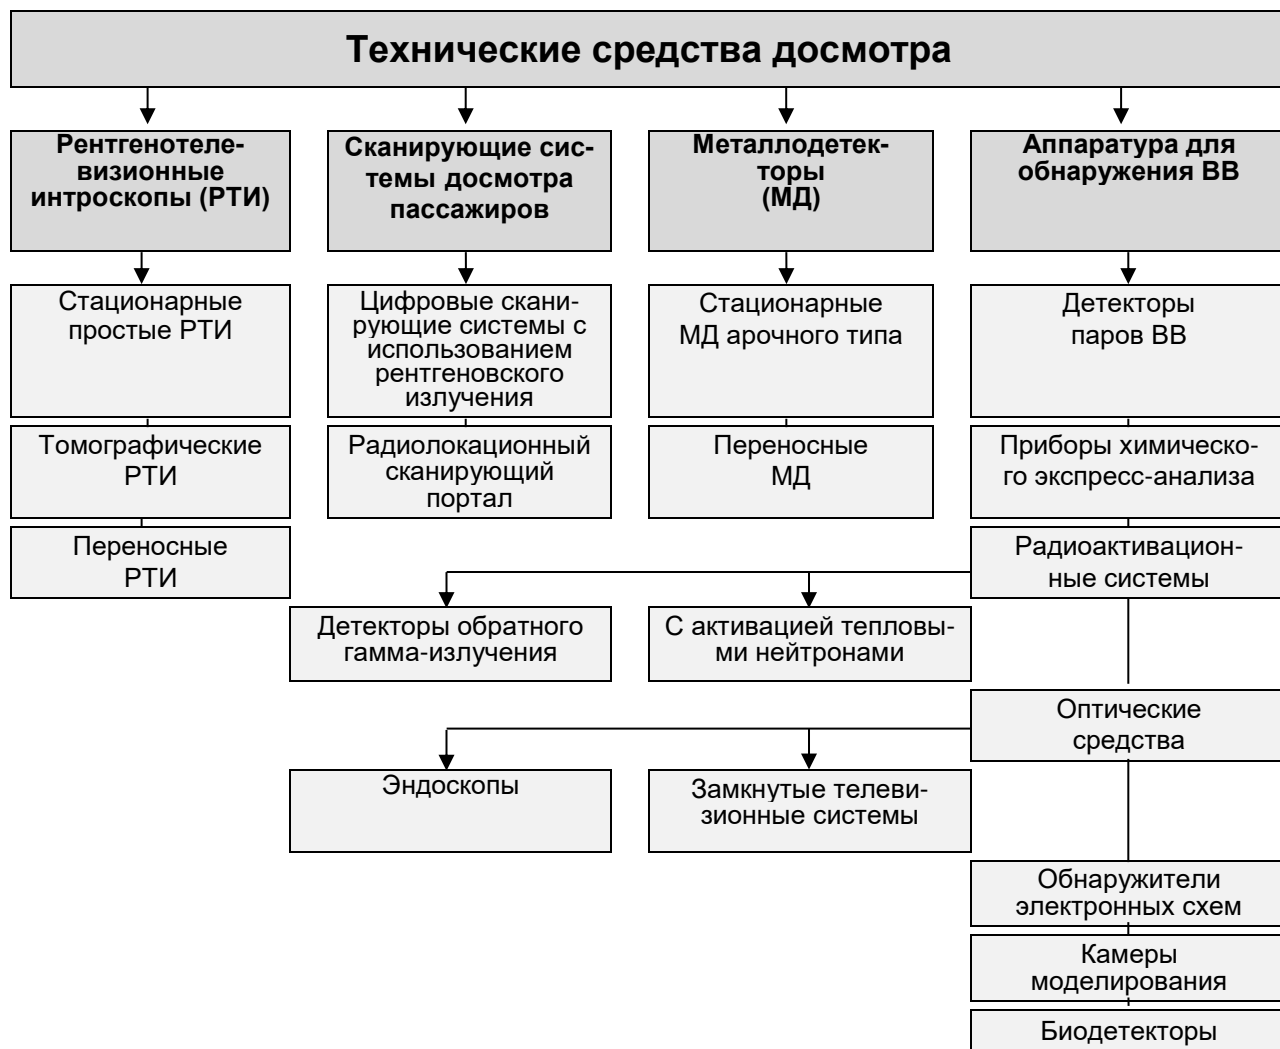 Технические средства досмотра
Рентгенотеле-
визионные
интроскопы (РТИ)
Сканирующие сис-
темы досмотра
пассажиров
Металлодетек-
торы
(МД)
Аппаратура для
обнаружения ВВ
Стационарные
простые РТИ
Цифровые скани-
рующие системы с
использованием
рентгеновского
излучения
Стационарные
МД арочного типа
Детекторы
паров ВВ
Томографические
РТИ
Радиолокационный
сканирующий
портал
Переносные
МД
Приборы химическо-
го экспресс-анализа
Переносные
РТИ
Радиоактивацион-
ные системы
Детекторы обратного
гамма-излучения
С активацией тепловы-
ми нейтронами
Оптические
средства
Эндоскопы
Замкнутые телеви-
зионные системы
Обнаружители
электронных схем
Камеры
моделирования
Биодетекторы